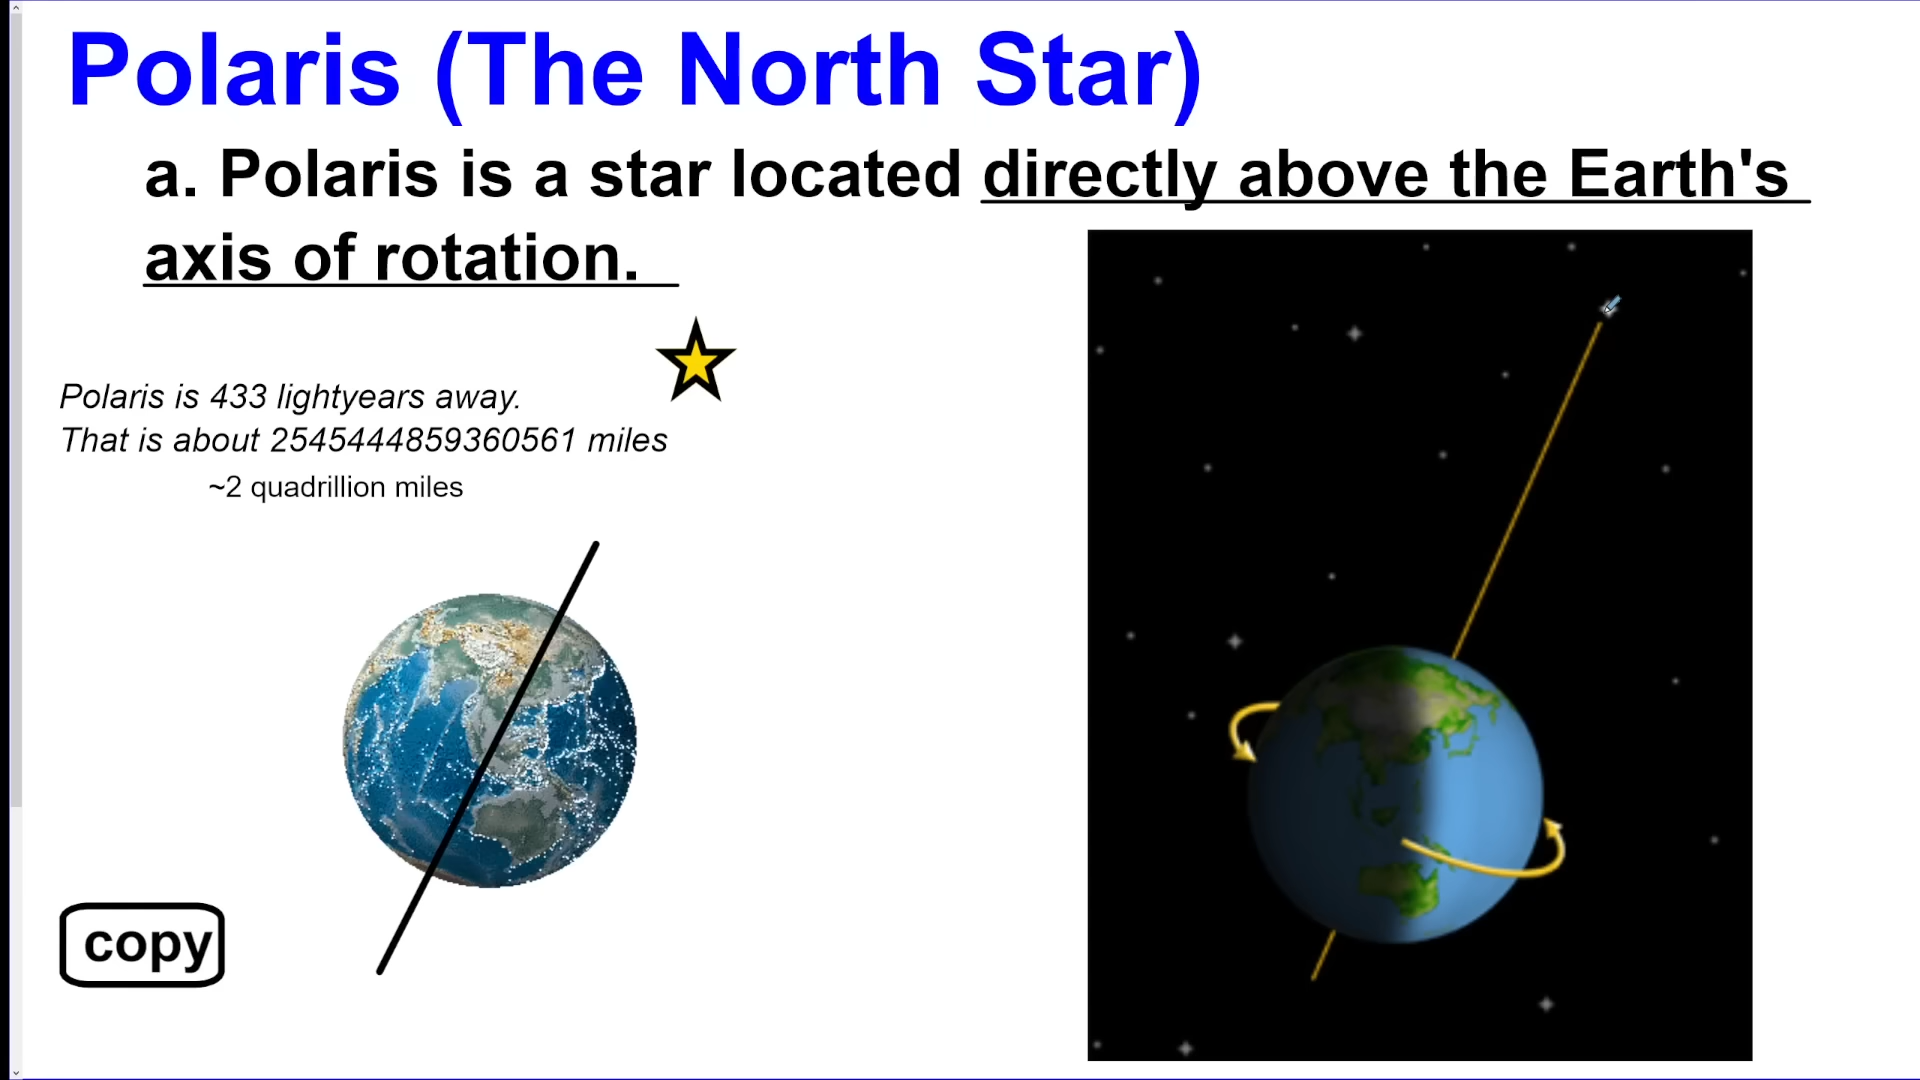 Polaris (The North Star)
a. Polaris is a star located directly above the Earth's
axis of rotation.
Polaris is 433 lightyears away.
That is about 2545444859360561 miles
~2 quadrillion miles
copy